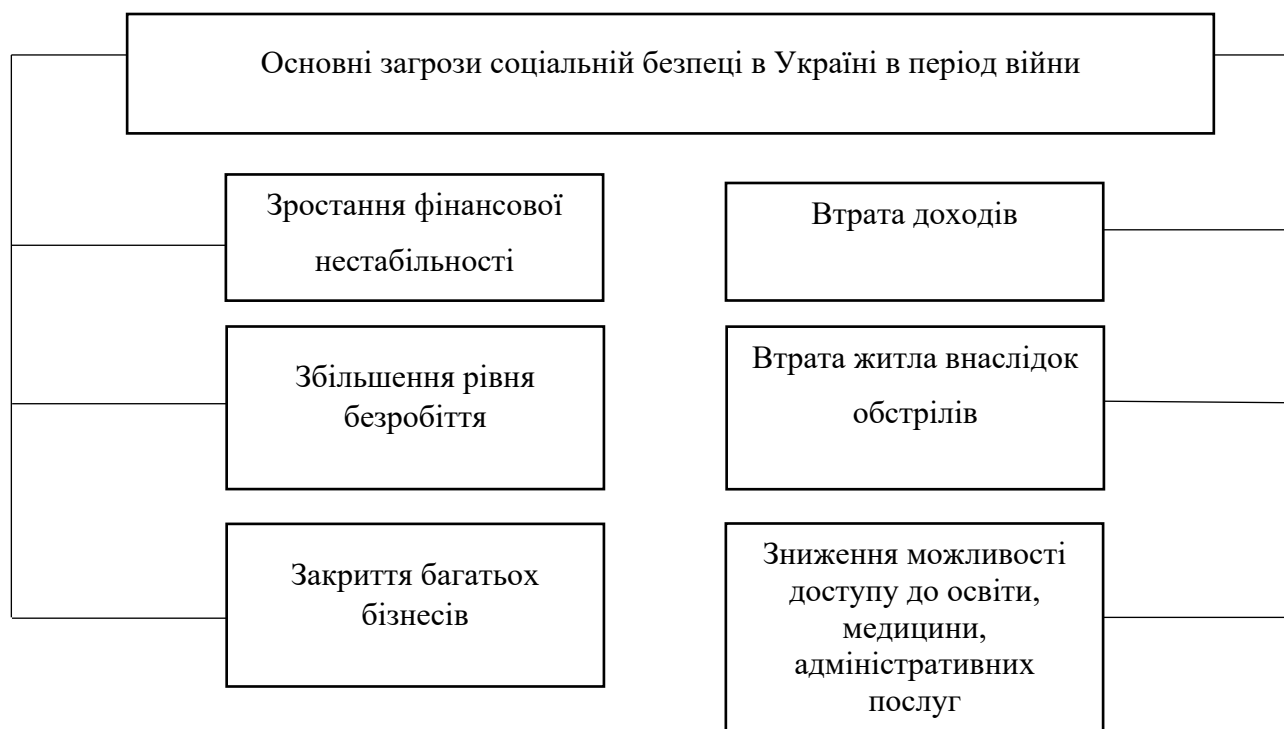 Основні загрози соціальній безпеці в Україні в період війни
Зростання фінансової
нестабільності
Втрата доходів
Збільшення рівня
безробіття
Втрата житла внаслідок
обстрілів
Закриття багатьох
бізнесів
Зниження можливості
доступу до освіти,
медицини,
адміністративних
послуг